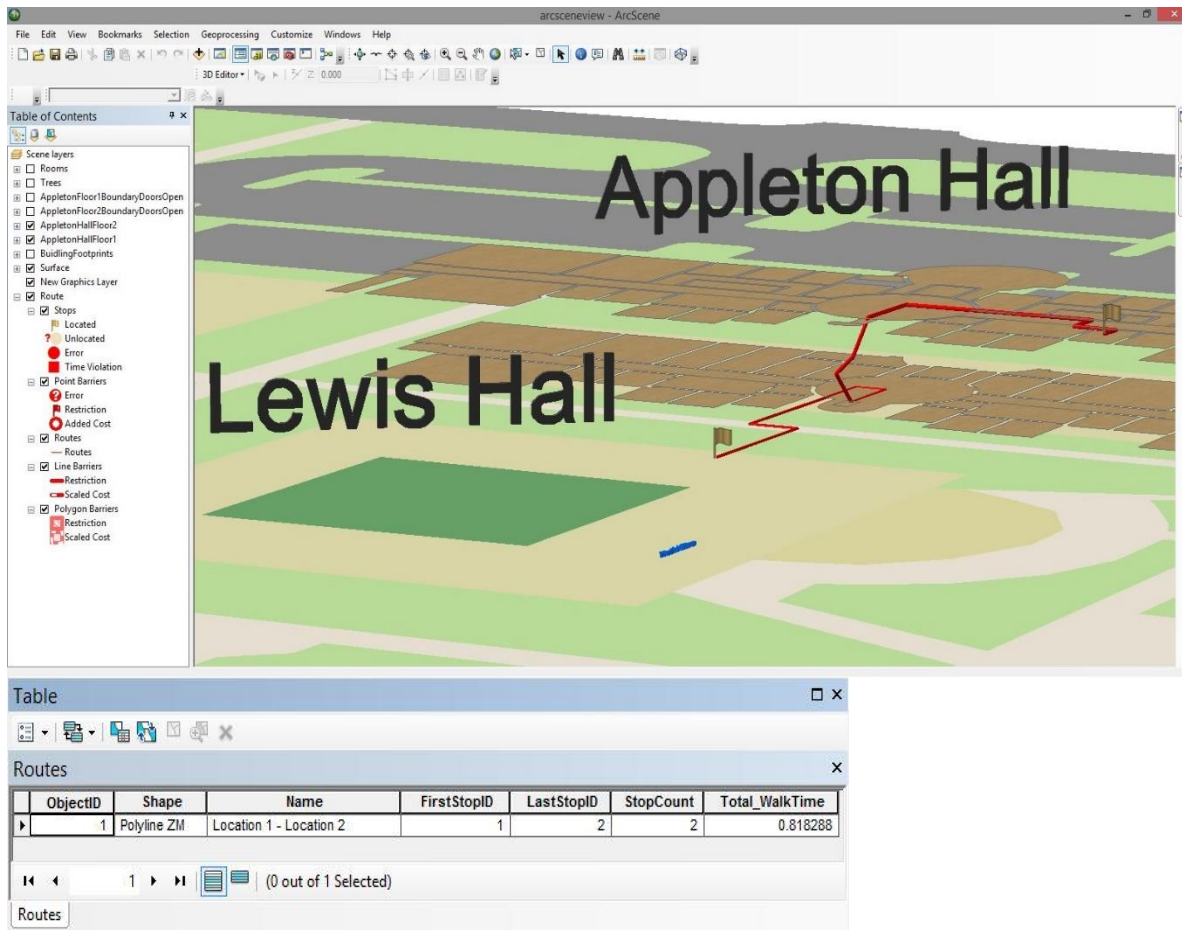 arcsceneview - ArcScene
File Edit View Bookmarks Selection Geoprocessing Customize Windows Help
3D Editor Z: 0.000
Table of Contents
Scene layers
Rooms
Trees
AppletonFloor1BoundaryDoorsOpen
AppletonFloor2BoundaryDoorsOpen
AppletonHallFloor2
AppletonHallFloor1
BuidlingFootprints
Surface
New Graphics Layer
Route
Stops
Located
? Unlocated
Error
Time Violation
Point Barriers
? Error
Restriction
Added Cost
Routes
Routes
Line Barriers
Restriction
Scaled Cost
Polygon Barriers
Restriction
Scaled Cost
Appleton Hall
Lewis Hall
Table
Routes
ObjectID Shape Name FirstStopID LastStopID StopCount Total_WalkTime
1 Polyline ZM Location 1 - Location 2 1 2 2 0.818288
1 (0 out of 1 Selected)
Routes